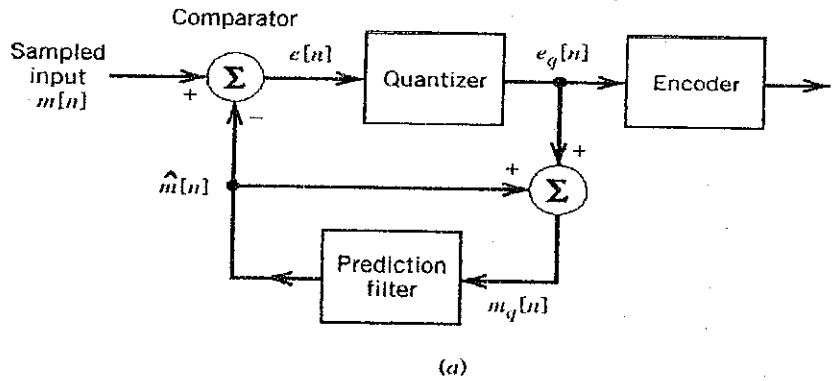 Comparator
Sampled
input
m[n]
+
Σ
−
e[n]
Quantizer
e_q[n]
Encoder
+
+
Σ
m̂[n]
Prediction
filter
m_q[n]
(a)